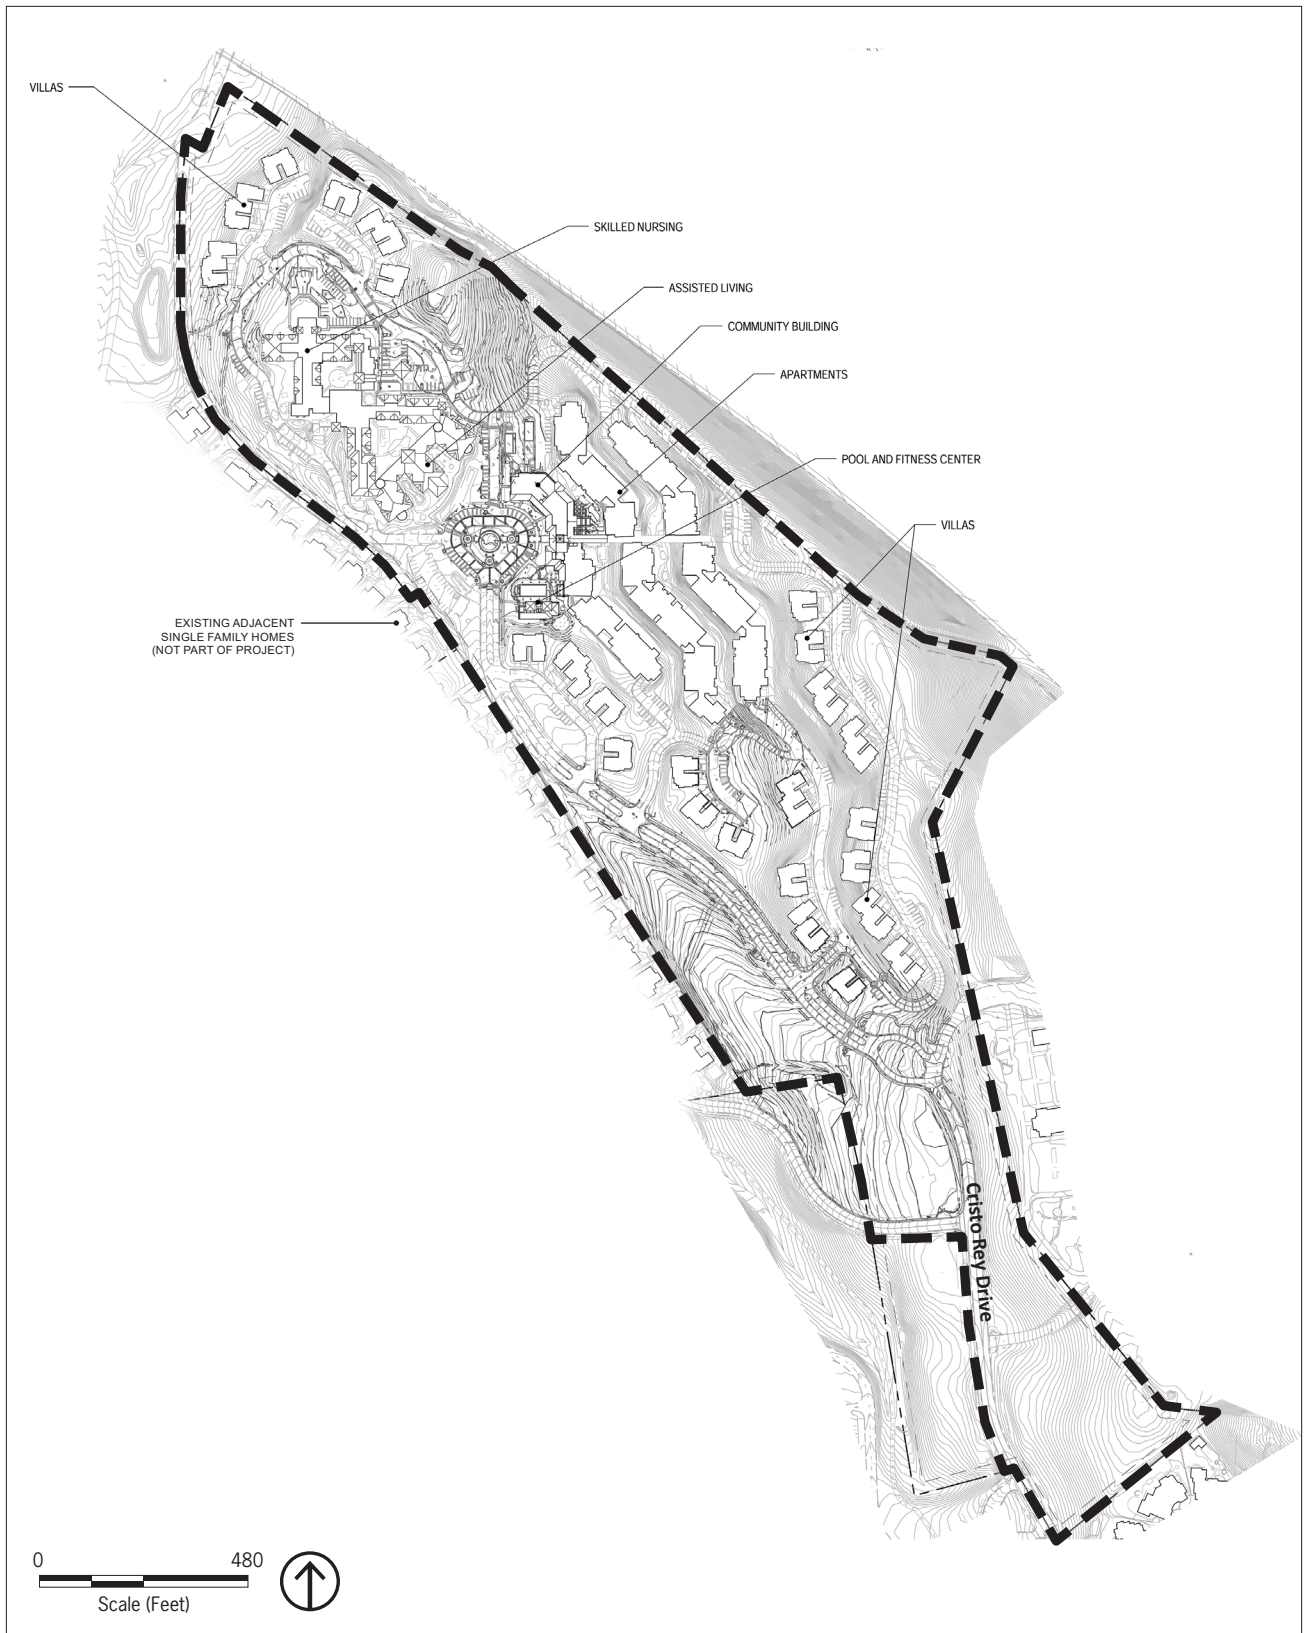 VILLAS
SKILLED NURSING
ASSISTED LIVING
COMMUNITY BUILDING
APARTMENTS
POOL AND FITNESS CENTER
VILLAS
EXISTING ADJACENT
SINGLE FAMILY HOMES
(NOT PART OF PROJECT)
Cristo Rey Drive
0 480
Scale (Feet)